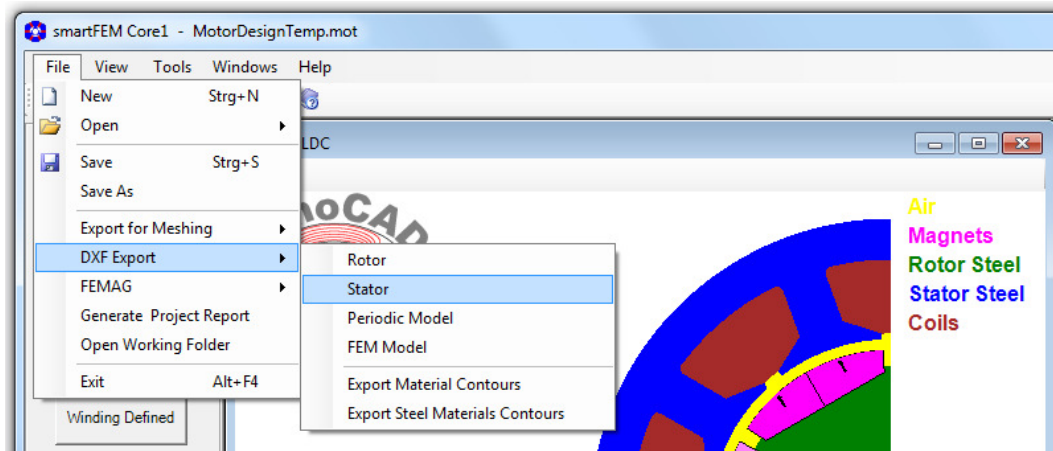 smartFEM Core1 - MotorDesignTemp.mot
File View Tools Windows Help
New Strg+N
Open
Save Strg+S
Save As
Export for Meshing
DXF Export
FEMAG
Generate Project Report
Open Working Folder
Exit Alt+F4
Rotor
Stator
Periodic Model
FEM Model
Export Material Contours
Export Steel Materials Contours
LDC
noCAD
Air
Magnets
Rotor Steel
Stator Steel
Coils
Winding Defined